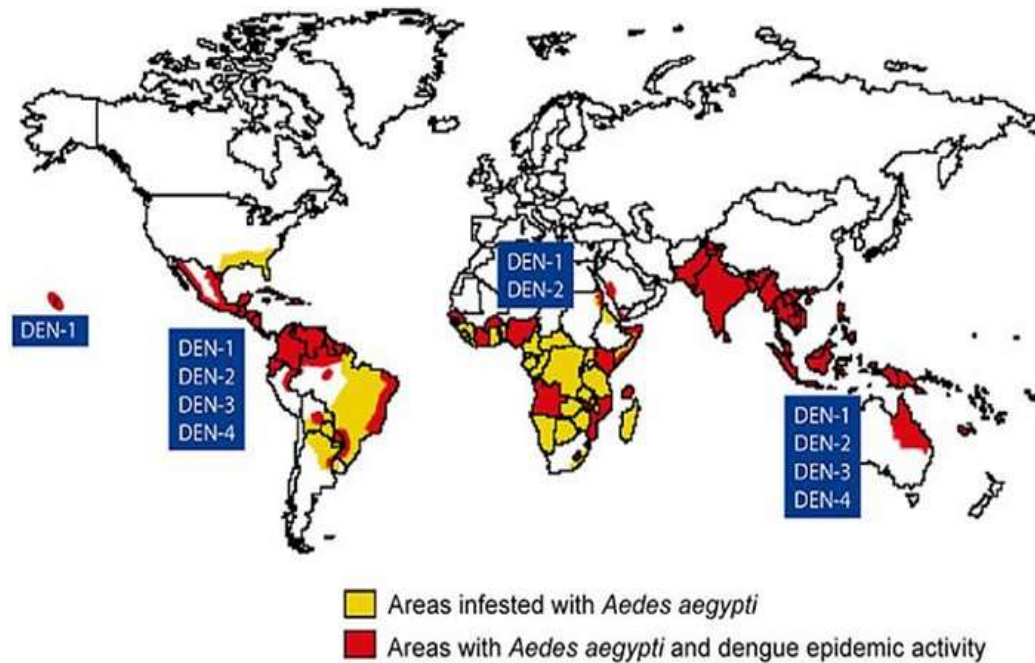 DEN-1
DEN-2
DEN-1
DEN-1
DEN-2
DEN-3
DEN-4
DEN-1
DEN-2
DEN-3
DEN-4
Areas infested with Aedes aegypti
Areas with Aedes aegypti and dengue epidemic activity